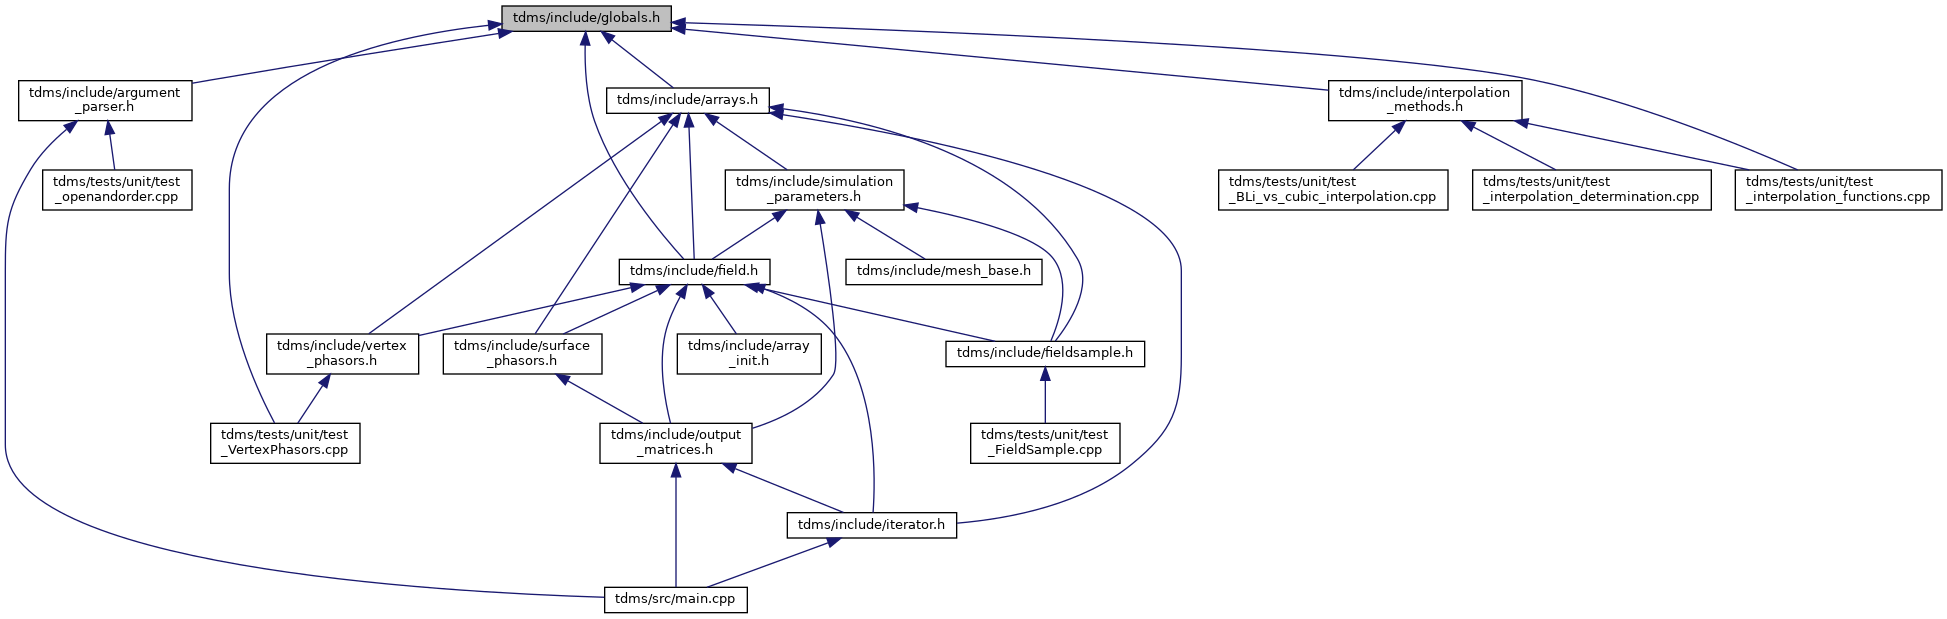 tdms/include/globals.h
tdms/include/argument
_parser.h
tdms/include/arrays.h
tdms/include/interpolation
_methods.h
tdms/tests/unit/test
_openandorder.cpp
tdms/include/simulation
_parameters.h
tdms/tests/unit/test
_BLi_vs_cubic_interpolation.cpp
tdms/tests/unit/test
_interpolation_determination.cpp
tdms/tests/unit/test
_interpolation_functions.cpp
tdms/include/field.h
tdms/include/mesh_base.h
tdms/include/vertex
_phasors.h
tdms/include/surface
_phasors.h
tdms/include/array
_init.h
tdms/include/fieldsample.h
tdms/tests/unit/test
_VertexPhasors.cpp
tdms/include/output
_matrices.h
tdms/tests/unit/test
_FieldSample.cpp
tdms/include/iterator.h
tdms/src/main.cpp